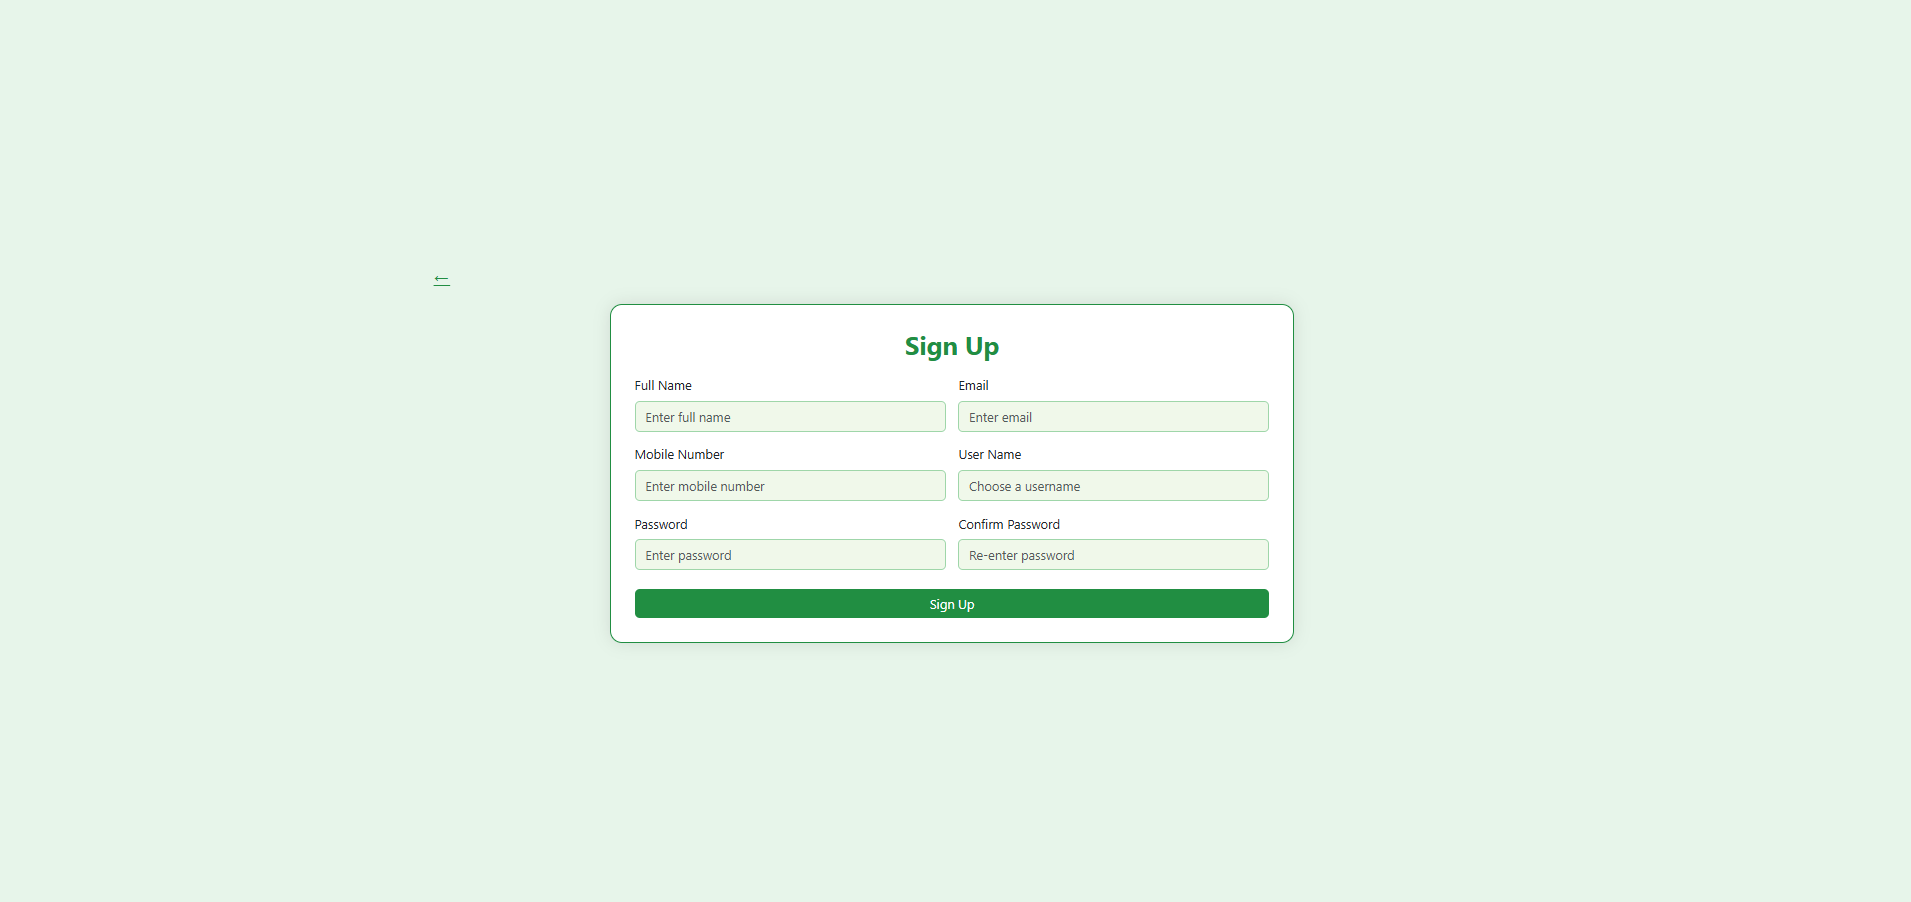 ←
Sign Up
Full Name
Email
Enter full name
Enter email
Mobile Number
User Name
Enter mobile number
Choose a username
Password
Confirm Password
Enter password
Re-enter password
Sign Up